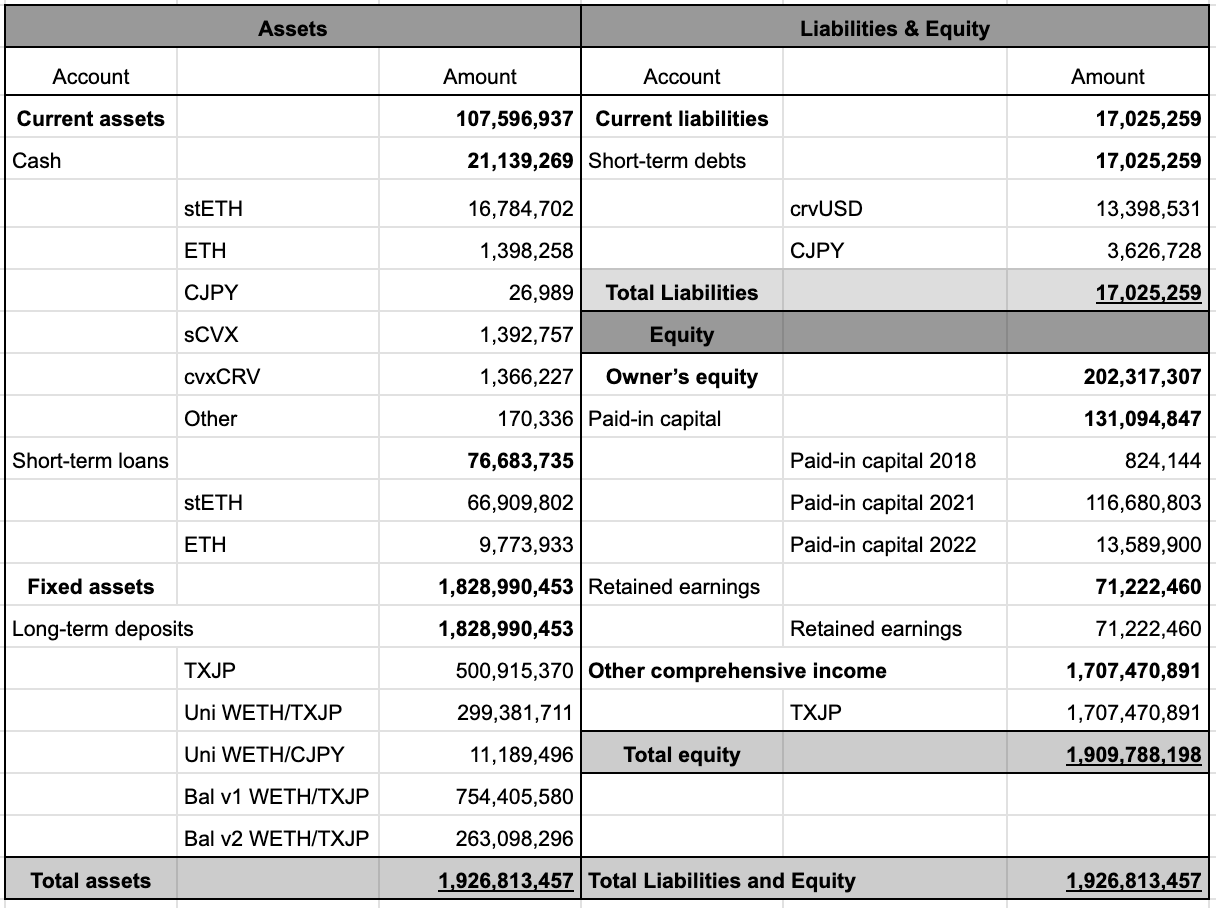 Assets Liabilities & Equity
Account Amount Account Amount
Current assets 107,596,937 Current liabilities 17,025,259
Cash 21,139,269 Short-term debts 17,025,259
stETH 16,784,702 crvUSD 13,398,531
ETH 1,398,258 CJPY 3,626,728
CJPY 26,989 Total Liabilities 17,025,259
sCVX 1,392,757 Equity
cvxCRV 1,366,227 Owner’s equity 202,317,307
Other 170,336 Paid-in capital 131,094,847
Short-term loans 76,683,735 Paid-in capital 2018 824,144
stETH 66,909,802 Paid-in capital 2021 116,680,803
ETH 9,773,933 Paid-in capital 2022 13,589,900
Fixed assets 1,828,990,453 Retained earnings 71,222,460
Long-term deposits 1,828,990,453 Retained earnings 71,222,460
TXJP 500,915,370 Other comprehensive income 1,707,470,891
Uni WETH/TXJP 299,381,711 TXJP 1,707,470,891
Uni WETH/CJPY 11,189,496 Total equity 1,909,788,198
Bal v1 WETH/TXJP 754,405,580
Bal v2 WETH/TXJP 263,098,296
Total assets 1,926,813,457 Total Liabilities and Equity 1,926,813,457